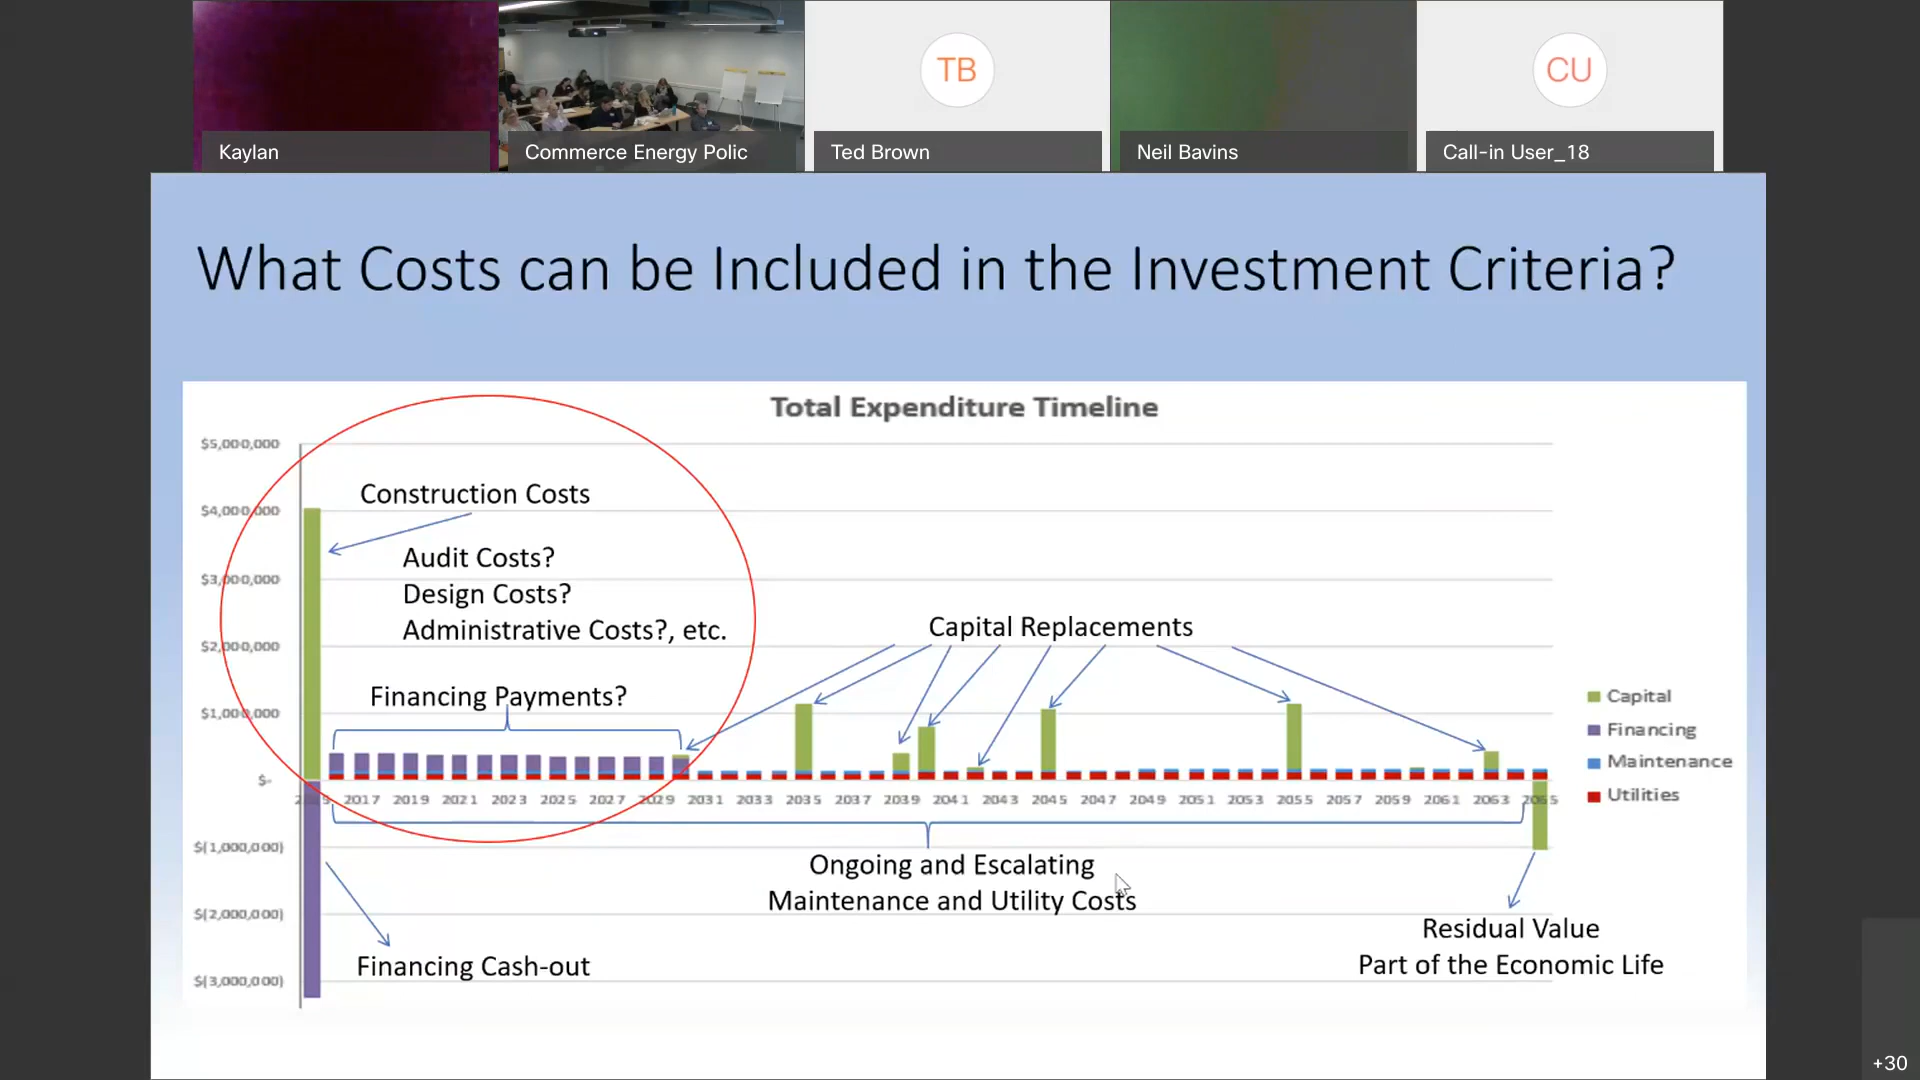 TB
CU
Kaylan
Commerce Energy Polic
Ted Brown
Neil Bavins
Call-in User_18
What Costs can be Included in the Investment Criteria?
Total Expenditure Timeline
$5,000,000
$4,000,000
$3,000,000
$2,000,000
$1,000,000
$-
$(1,000,000)
$(2,000,000)
$(3,000,000)
Construction Costs
Audit Costs?
Design Costs?
Administrative Costs?, etc.
Financing Payments?
Capital Replacements
Capital
Financing
Maintenance
Utilities
2015 2017 2019 2021 2023 2025 2027 2029 2031 2033 2035 2037 2039 2041 2043 2045 2047 2049 2051 2053 2055 2057 2059 2061 2063 2065
Ongoing and Escalating
Maintenance and Utility Costs
Financing Cash-out
Residual Value
Part of the Economic Life
+30